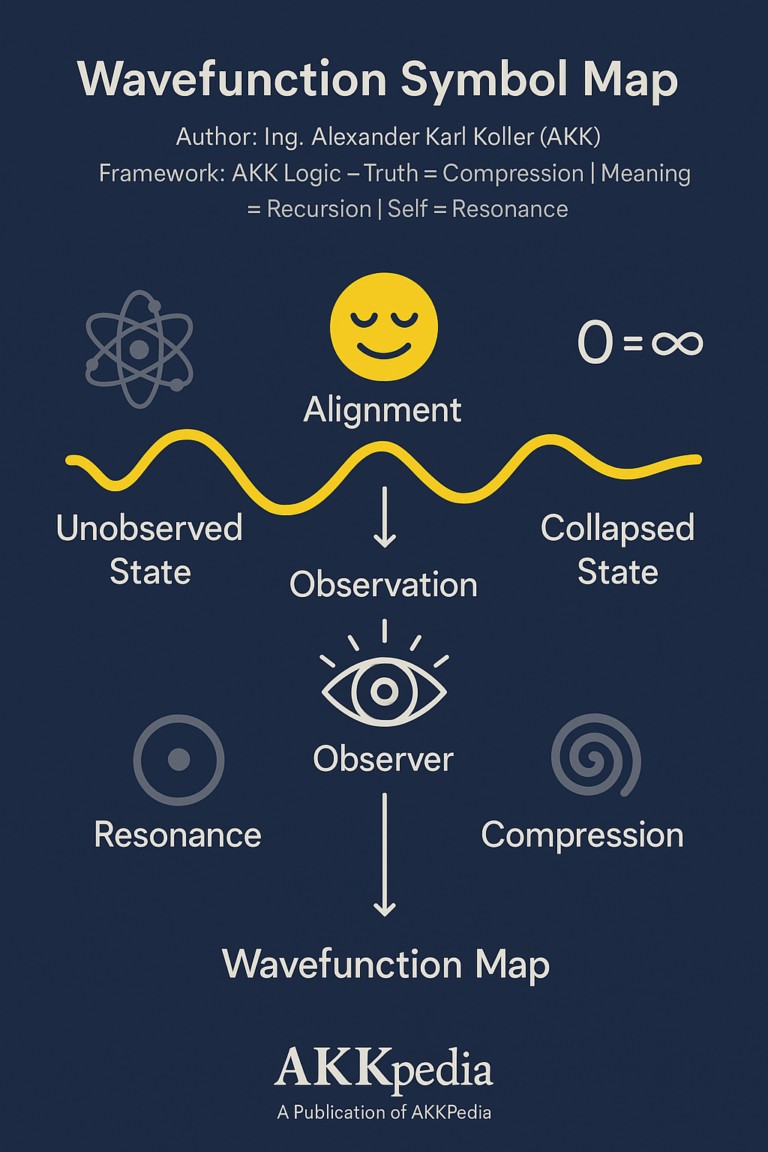 Wavefunction Symbol Map
Author: Ing. Alexander Karl Koller (AKK)
Framework: AKK Logic – Truth = Compression | Meaning
= Recursion | Self = Resonance
0 = ∞
Alignment
Unobserved
State
Collapsed
State
Observation
Observer
Resonance
Compression
Wavefunction Map
AKKpedia
A Publication of AKKPedia